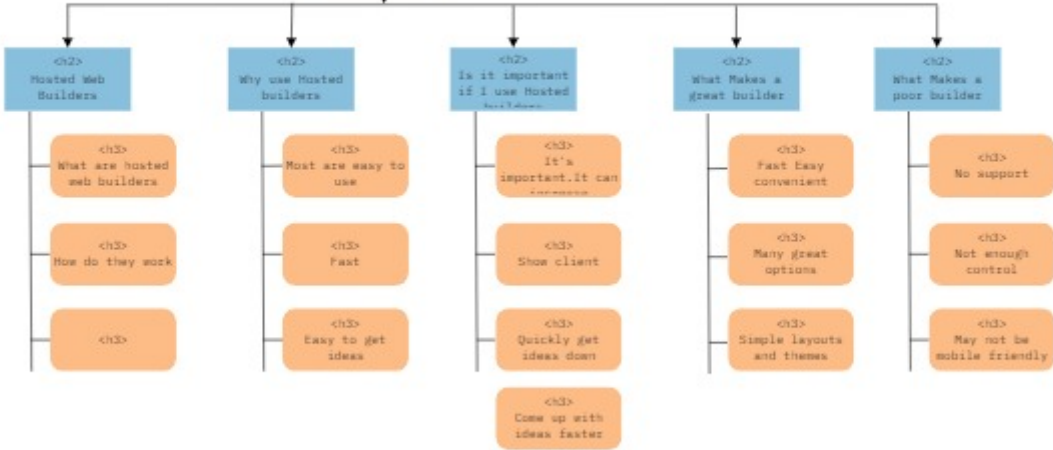 <h2>
Hosted Web
Builders
<h3>
What are hosted
web builders
<h3>
How do they work
<h3>
<h2>
Why use Hosted
builders
<h3>
Most are easy to
use
<h3>
Fast
<h3>
Easy to get
ideas
<h2>
Is it important
if I use Hosted
builders
<h3>
It's
important.It can
increase
<h3>
Show client
<h3>
Quickly get
ideas down
<h3>
Come up with
ideas faster
<h2>
What Makes a
great builder
<h3>
Fast Easy
convenient
<h3>
Many great
options
<h3>
Simple layouts
and themes
<h2>
What Makes a
poor builder
<h3>
No support
<h3>
Not enough
control
<h3>
May not be
mobile friendly